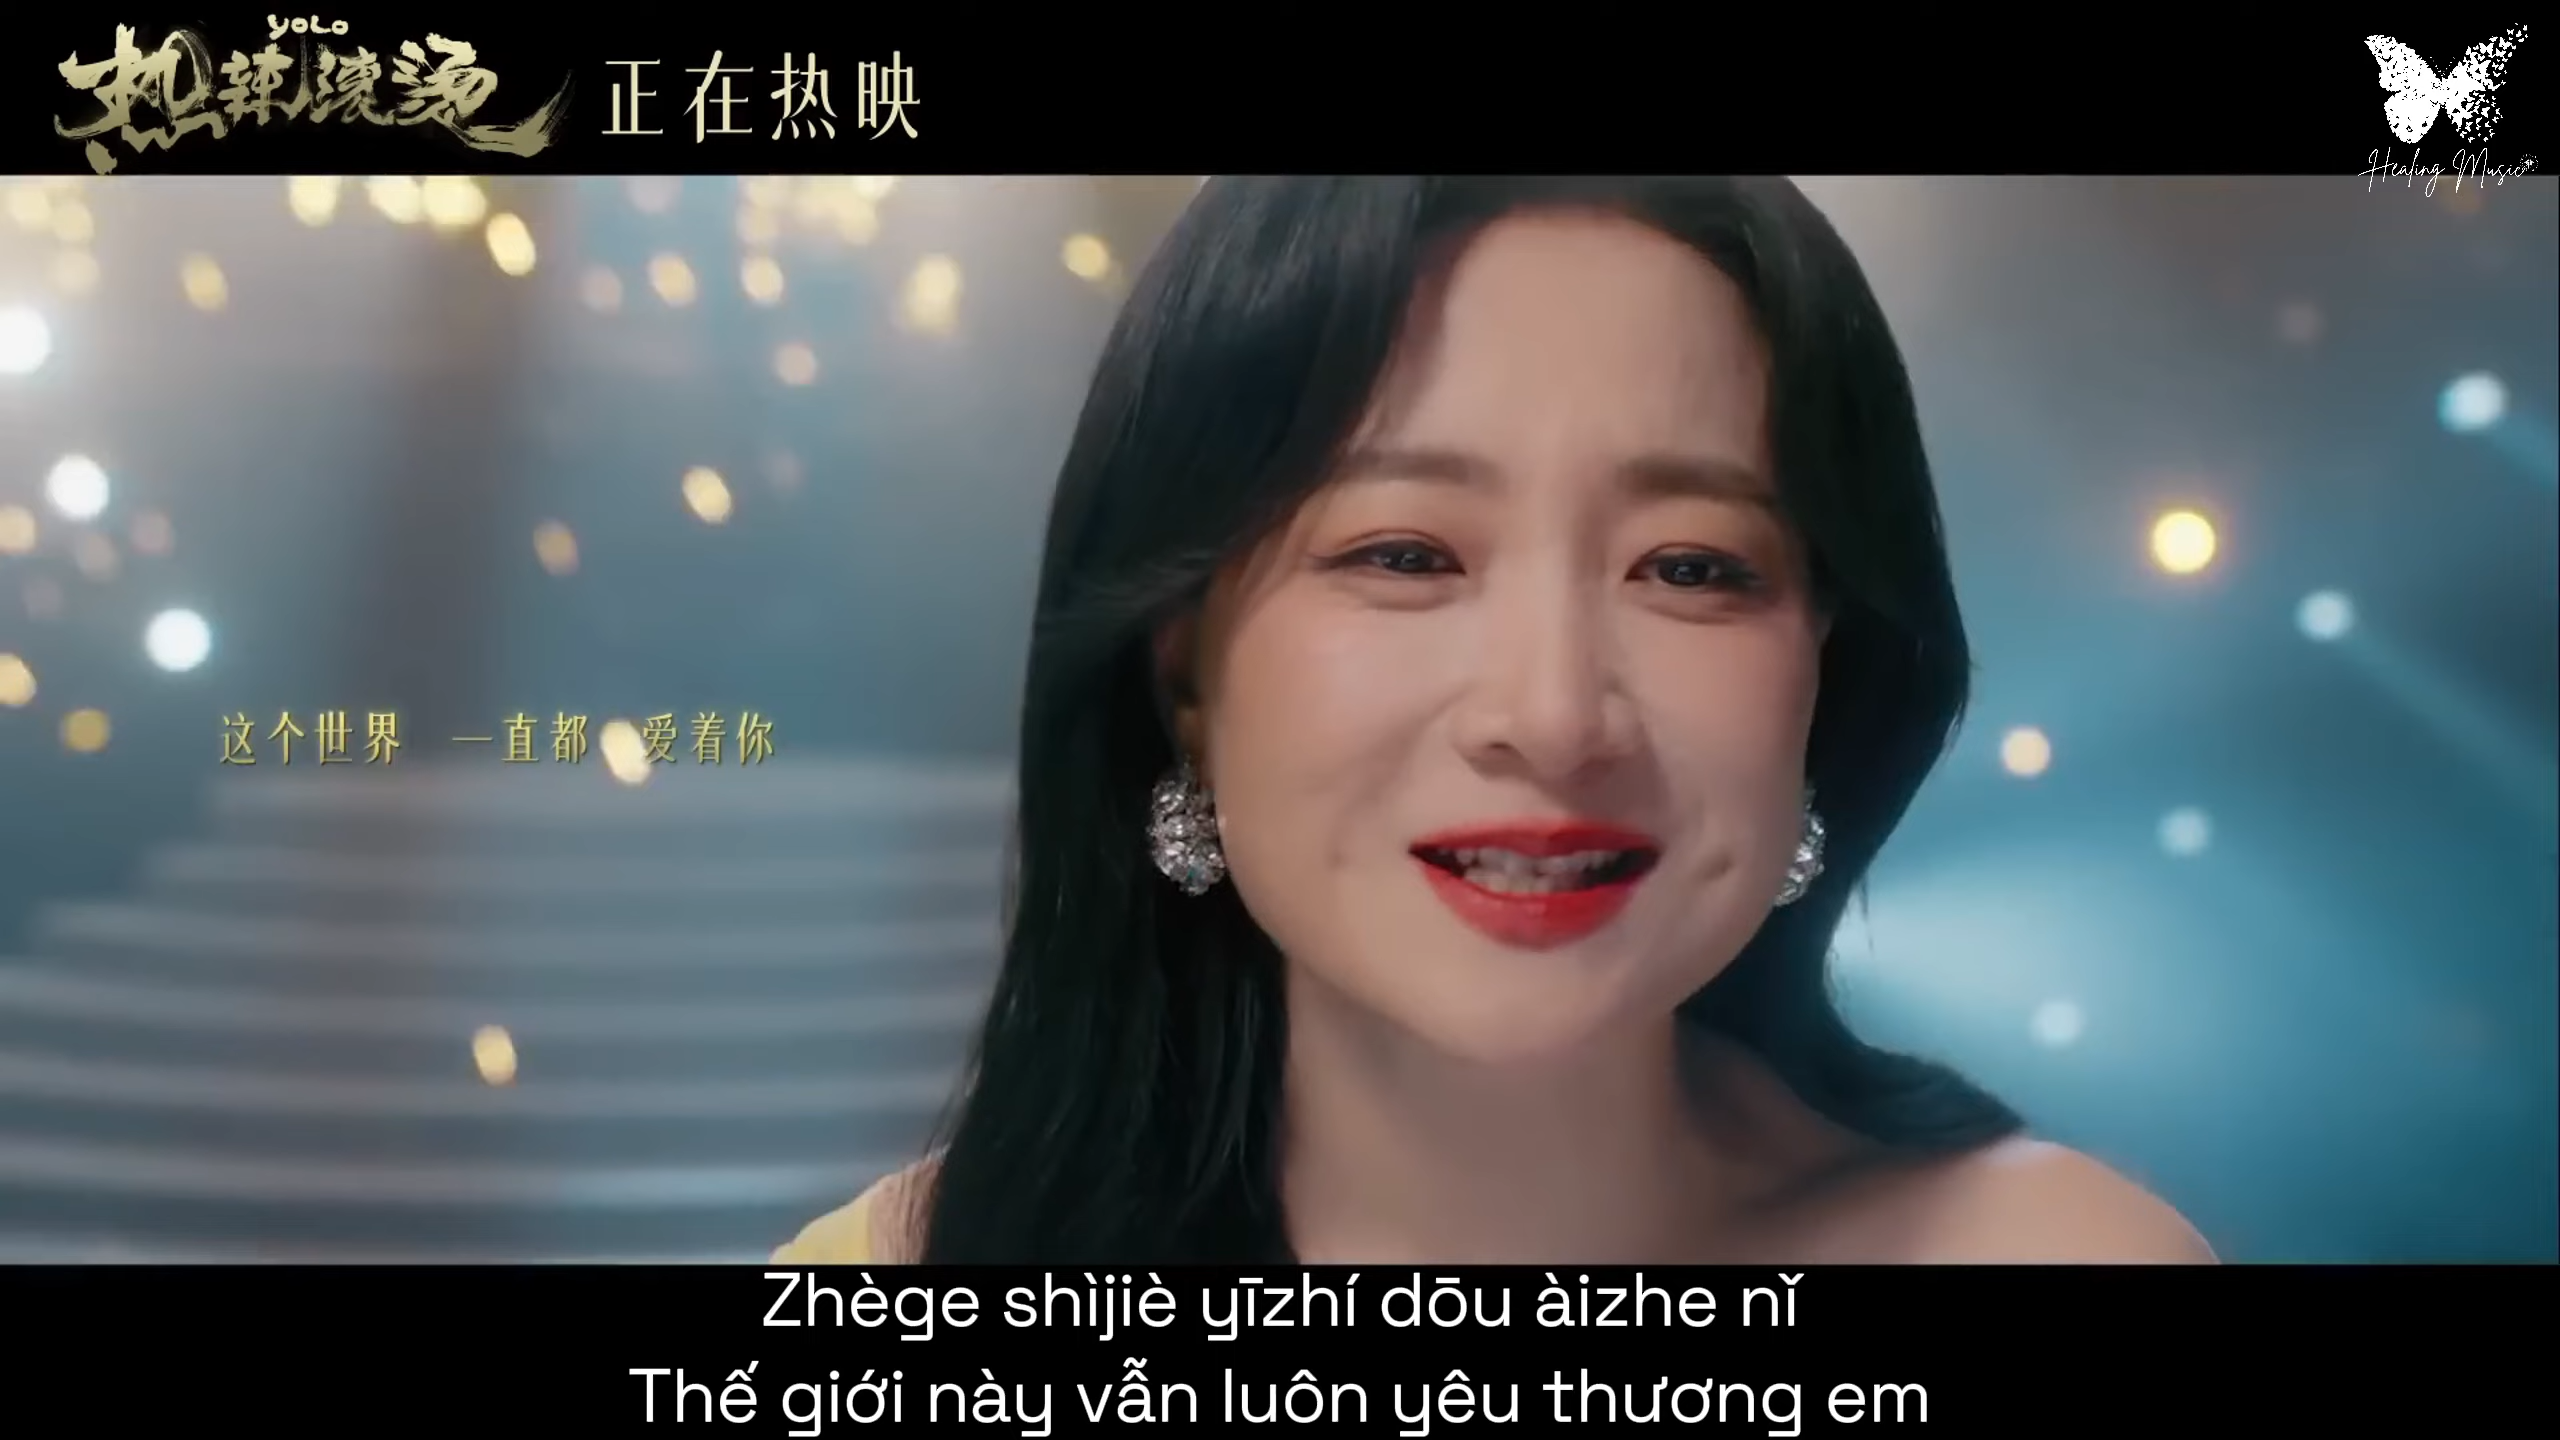 YOLO
热辣滚烫 正在热映
Healing Music
这个世界 一直都 爱着你
Zhège shìjiè yīzhí dōu àizhe nǐ
Thế giới này vẫn luôn yêu thương em